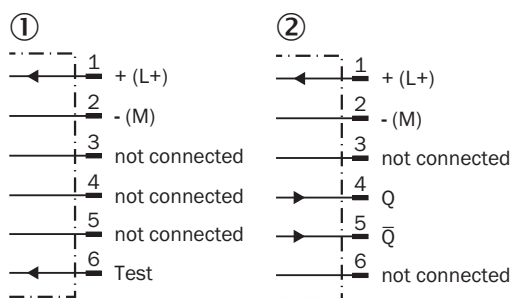 ①
1 + (L+)
2 - (M)
3 not connected
4 not connected
5 not connected
6 Test
②
1 + (L+)
2 - (M)
3 not connected
4 Q
5 Q̅
6 not connected